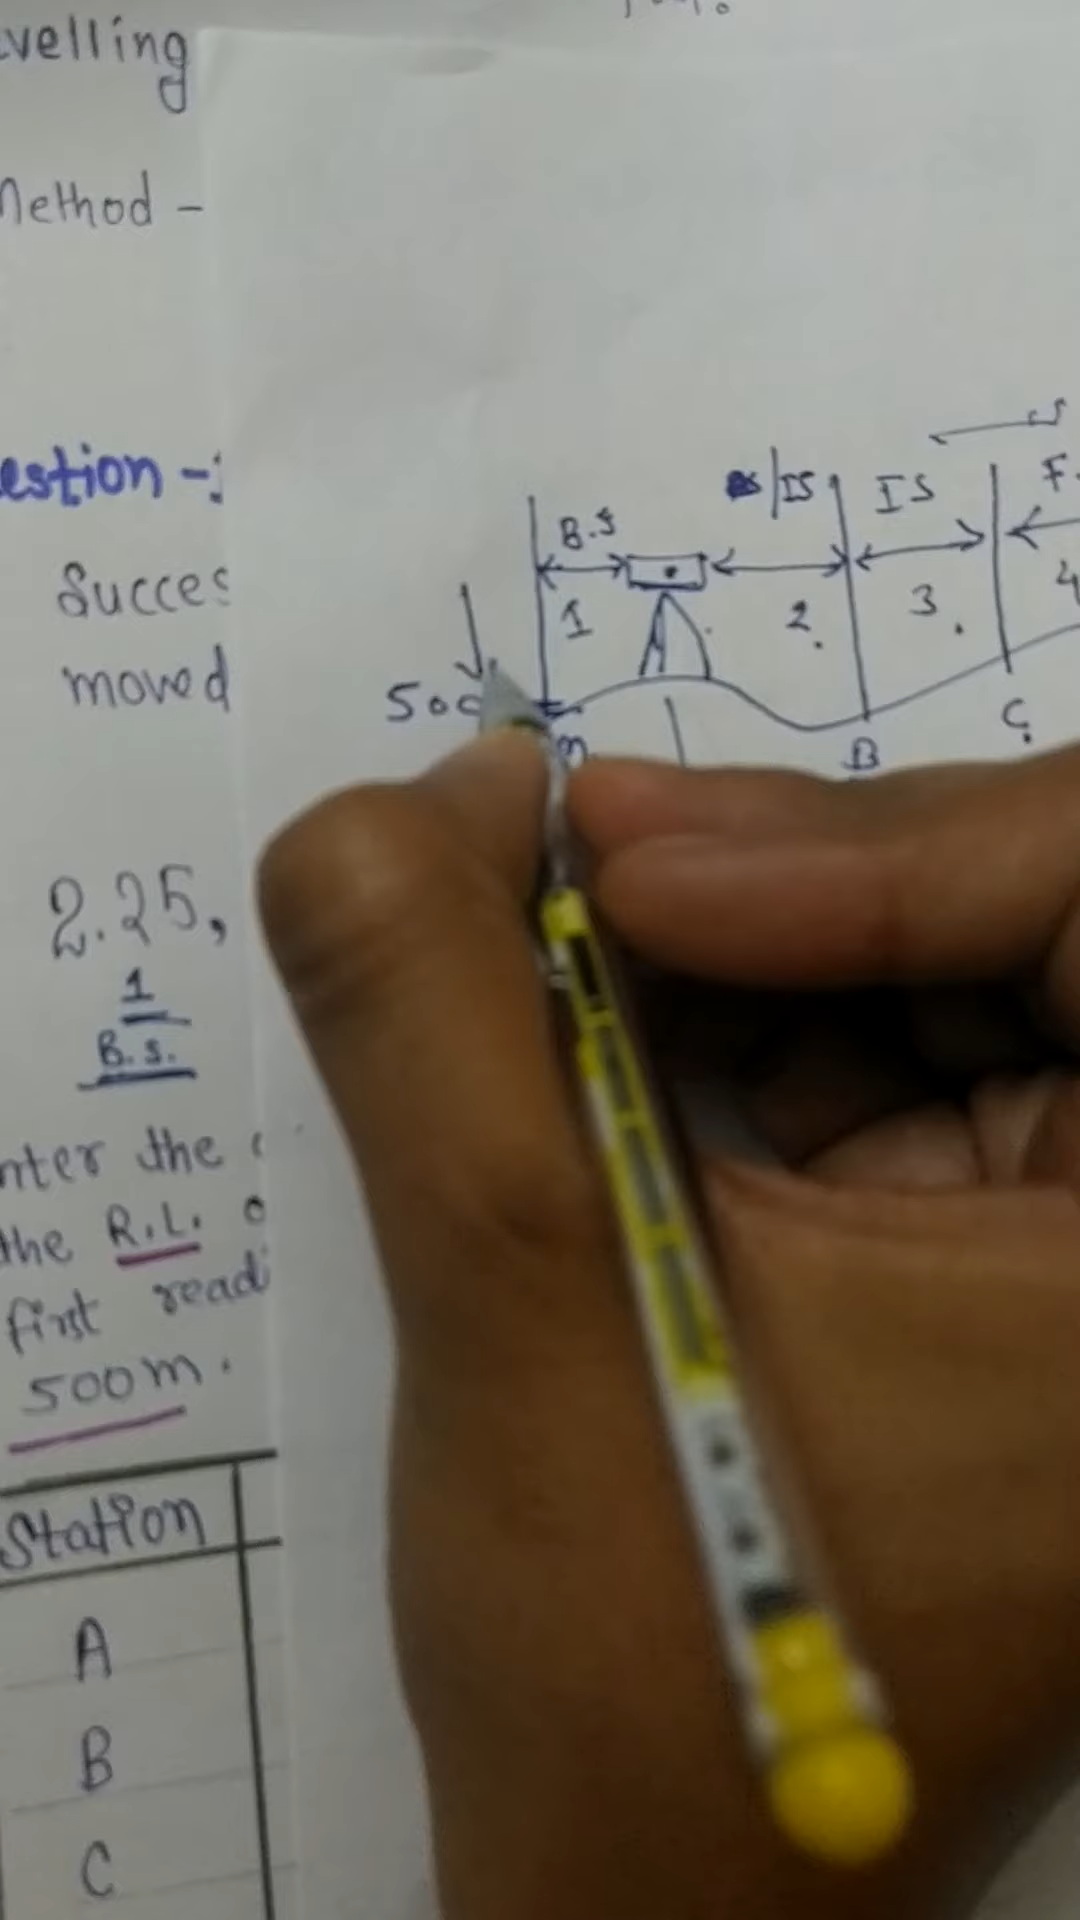 velling
Method -
estion -:
Succes
moved
2.25,
1
B.S.
nter the
the R.L. o
first readi
500m.
Station
A
B
C
IS IS F.
B.S
1 2. 3. 4
500
B C.